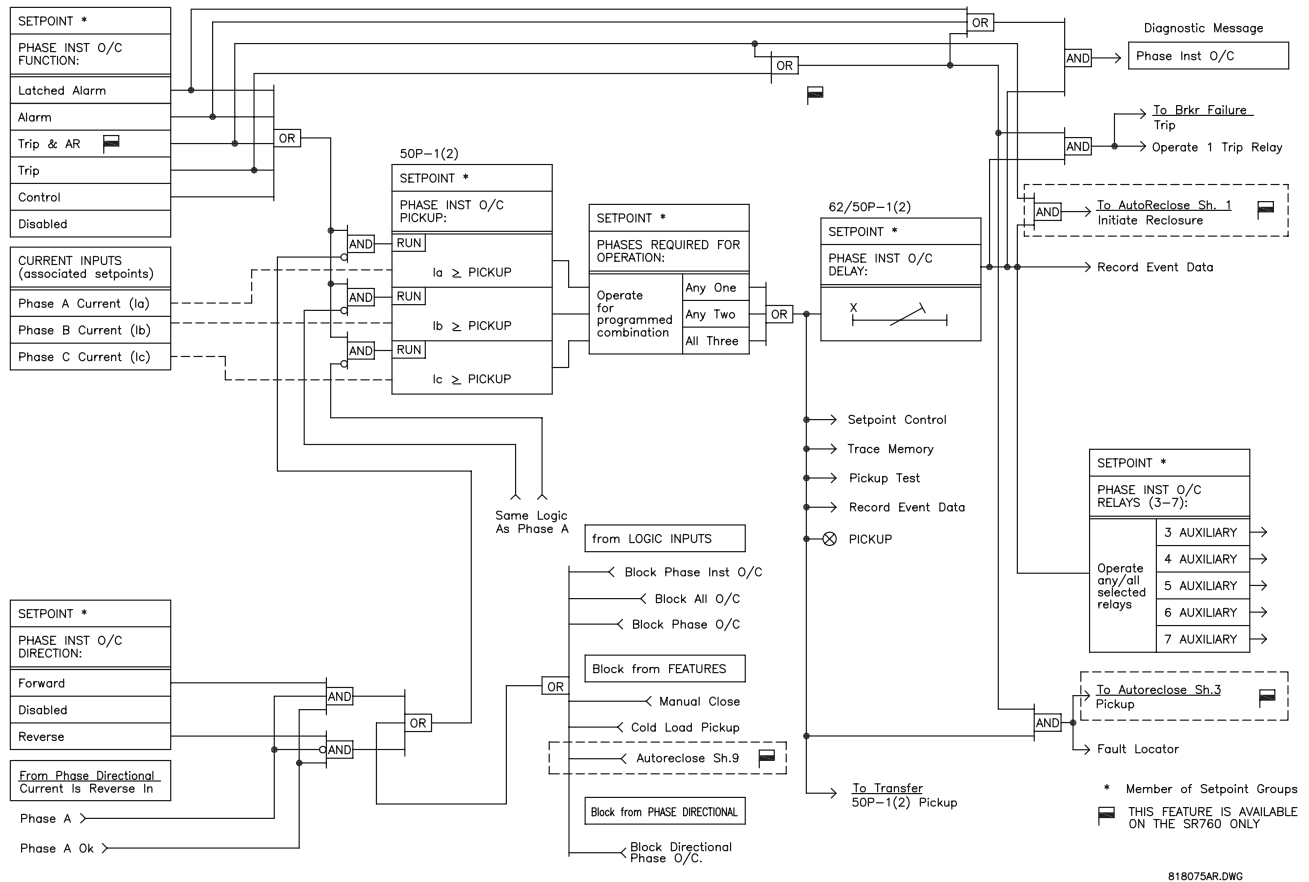 SETPOINT *
PHASE INST O/C
FUNCTION:
Latched Alarm
Alarm
Trip & AR
Trip
Control
Disabled
CURRENT INPUTS
(associated setpoints)
Phase A Current (Ia)
Phase B Current (Ib)
Phase C Current (Ic)
OR
AND
AND
AND
50P-1(2)
SETPOINT *
PHASE INST O/C
PICKUP:
RUN
Ia ≥ PICKUP
RUN
Ib ≥ PICKUP
RUN
Ic ≥ PICKUP
Same Logic
As Phase A
SETPOINT *
PHASES REQUIRED FOR
OPERATION:
Operate
for
programmed
combination
Any One
Any Two
All Three
OR
62/50P-1(2)
SETPOINT *
PHASE INST O/C
DELAY:
X
OR
OR
AND
Diagnostic Message
Phase Inst O/C
AND
To Brkr Failure
Trip
Operate 1 Trip Relay
AND
To AutoReclose Sh. 1
Initiate Reclosure
Record Event Data
Setpoint Control
Trace Memory
Pickup Test
Record Event Data
PICKUP
SETPOINT *
PHASE INST O/C
RELAYS (3-7):
Operate
any/all
selected
relays
3 AUXILIARY
4 AUXILIARY
5 AUXILIARY
6 AUXILIARY
7 AUXILIARY
SETPOINT *
PHASE INST O/C
DIRECTION:
Forward
Disabled
Reverse
From Phase Directional
Current Is Reverse In
Phase A
Phase A Ok
AND
AND
OR
OR
from LOGIC INPUTS
Block Phase Inst O/C
Block All O/C
Block Phase O/C
Block from FEATURES
Manual Close
Cold Load Pickup
Autoreclose Sh.9
Block from PHASE DIRECTIONAL
Block Directional
Phase O/C.
To Transfer
50P-1(2) Pickup
AND
To Autoreclose Sh.3
Pickup
Fault Locator
* Member of Setpoint Groups
THIS FEATURE IS AVAILABLE
ON THE SR760 ONLY
818075AR.DWG